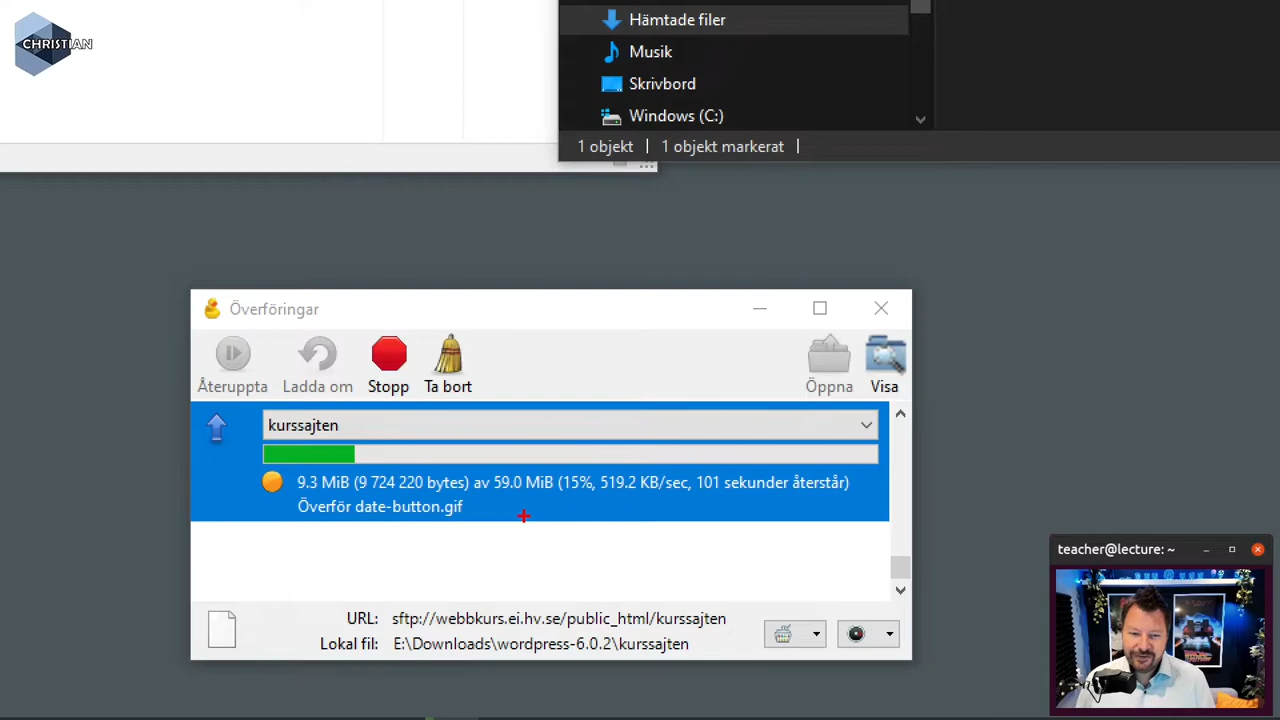 CHRISTIAN
Hämtade filer
Musik
Skrivbord
Windows (C:)
1 objekt
1 objekt markerat
Överföringar
Återuppta
Ladda om
Stopp
Ta bort
Öppna
Visa
kurssajten
9.3 MiB (9 724 220 bytes) av 59.0 MiB (15%, 519.2 KB/sec, 101 sekunder återstår)
Överför date-button.gif
URL: sftp://webbkurs.ei.hv.se/public_html/kurssajten
Lokal fil: E:\Downloads\wordpress-6.0.2\kurssajten
teacher@lecture: ~